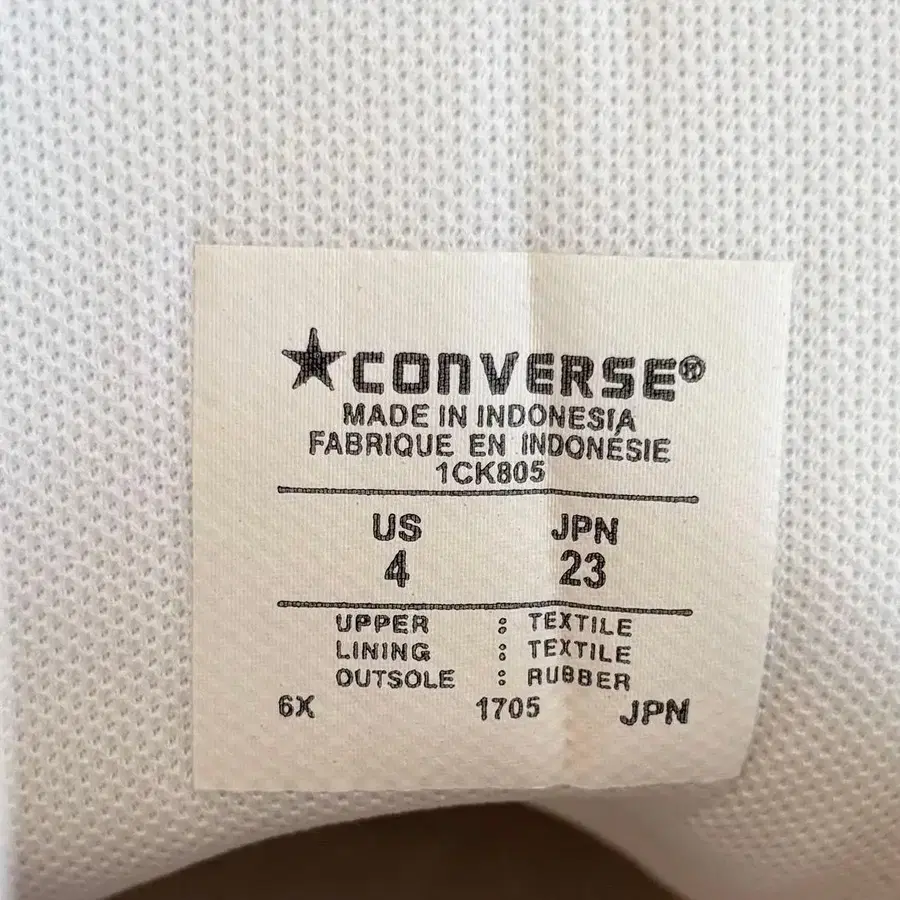 ★CONVERSE®
MADE IN INDONESIA
FABRIQUE EN INDONÉSIE
1CK805
US JPN
4 23
UPPER : TEXTILE
LINING : TEXTILE
OUTSOLE : RUBBER
6X 1705 JPN